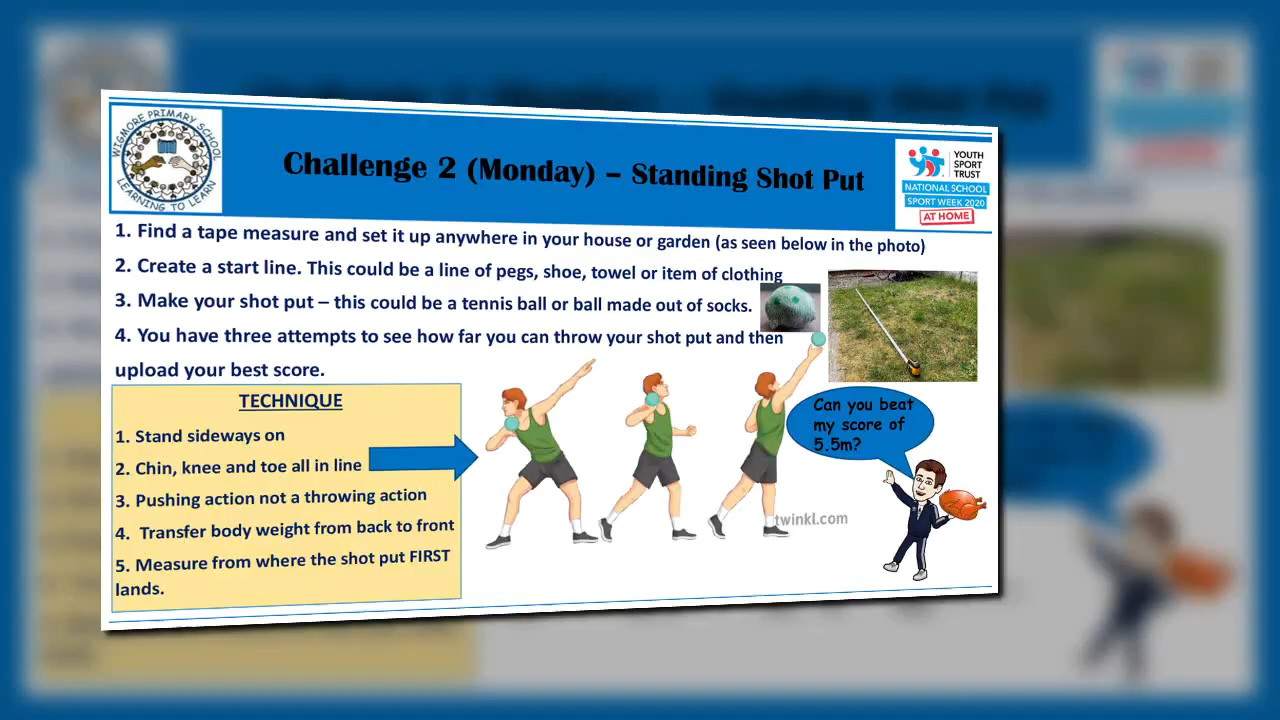 WIGMORE PRIMARY SCHOOL
LEARNING TO LEARN
Challenge 2 (Monday) – Standing Shot Put
YOUTH
SPORT
TRUST
NATIONAL SCHOOL
SPORT WEEK 2020
AT HOME
1. Find a tape measure and set it up anywhere in your house or garden (as seen below in the photo)
2. Create a start line. This could be a line of pegs, shoe, towel or item of clothing
3. Make your shot put – this could be a tennis ball or ball made out of socks.
4. You have three attempts to see how far you can throw your shot put and then
upload your best score.
TECHNIQUE
1. Stand sideways on
2. Chin, knee and toe all in line
3. Pushing action not a throwing action
4. Transfer body weight from back to front
5. Measure from where the shot put FIRST
lands.
Can you beat
my score of
5.5m?
twinkl.com